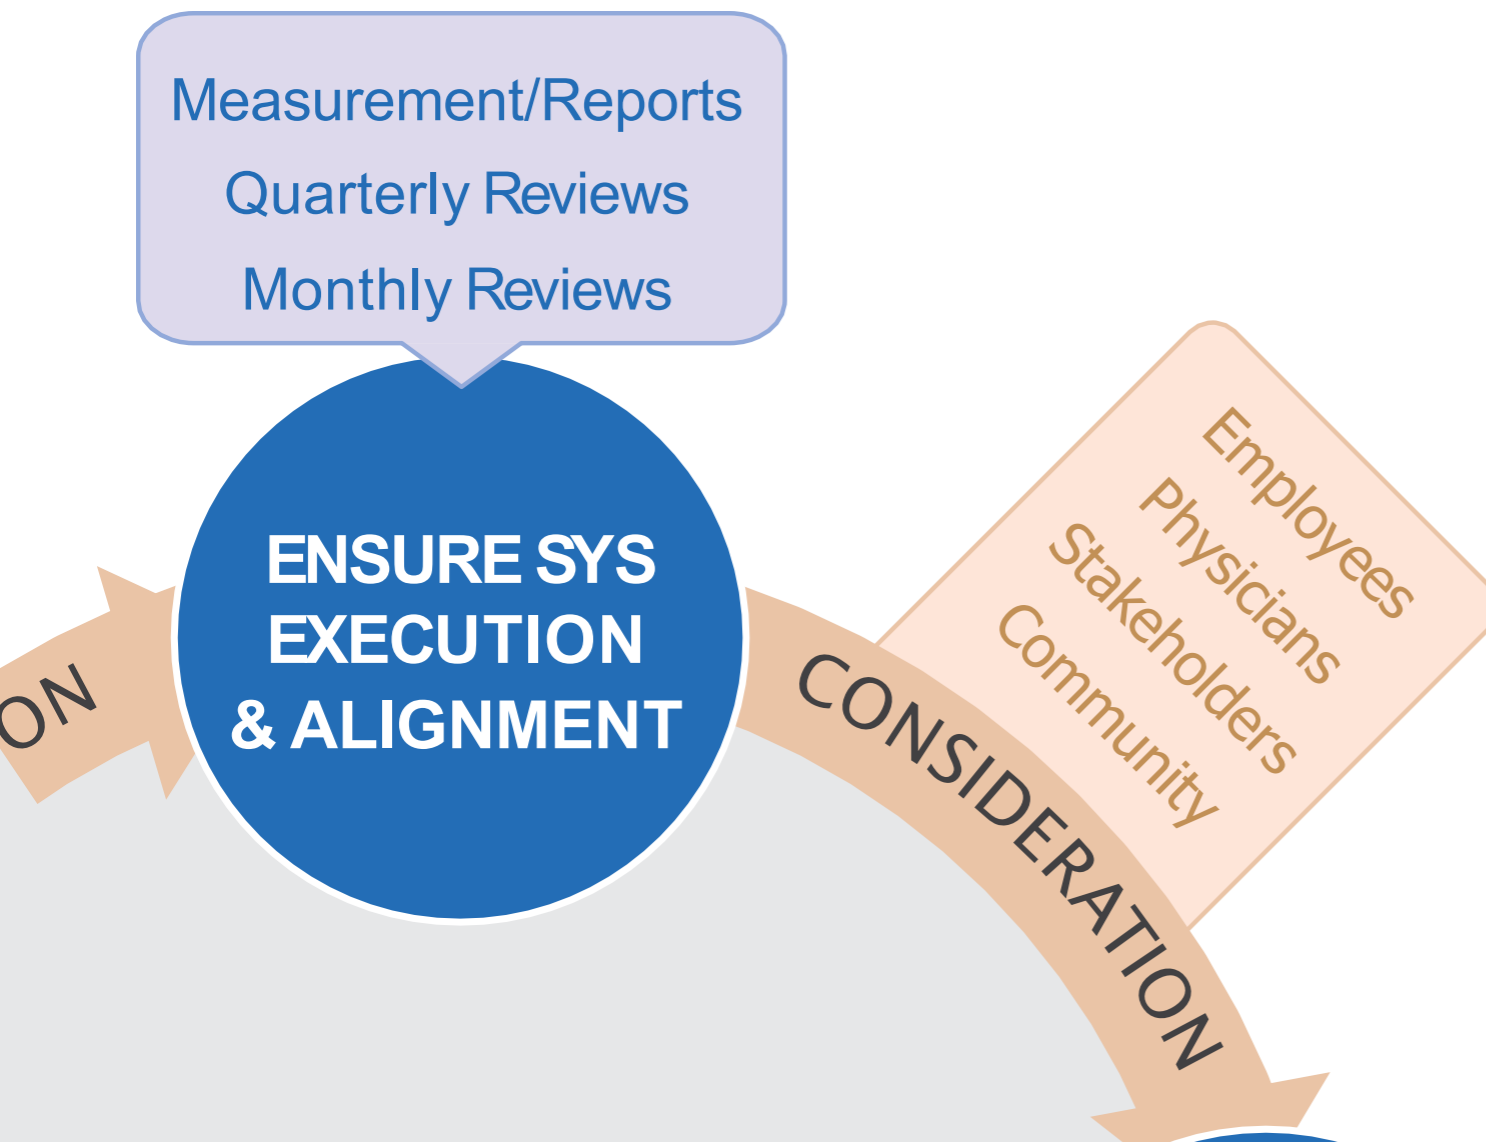 Measurement/Reports
Quarterly Reviews
Monthly Reviews
ENSURE SYS
EXECUTION
& ALIGNMENT
ON
CONSIDERATION
Employees
Physicians
Stakeholders
Community